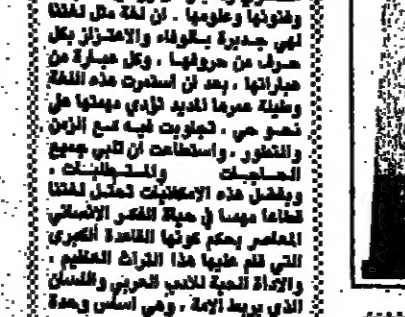 وفنونها وعلومها . ان لغة مثل لغتنا
لهي جديرة بالوفاء والاعتزاز بكل
حرف من حروفها ، وكل عبارة من
عباراتها ، بعد ان استمرت هذه اللغة
وطيلة عمرها المديد تؤدي مهمتها على
نحو حي ، تجاوبت فيه مع الزمن
والتطور ، واستطاعت ان تلبي جميع
الحاجيات والمتطلبات .
وبفضل هذه الامكانيات تحتل لغتنا
قطاعا مهما في حياة الفكر الانساني
المعاصر بحكم كونها القاعدة الكبرى
التي قام عليها هذا التراث العظيم ،
والاداة الحية للادب العربي واللسان
الذي يربط الامة ، وهي اساس وحدة